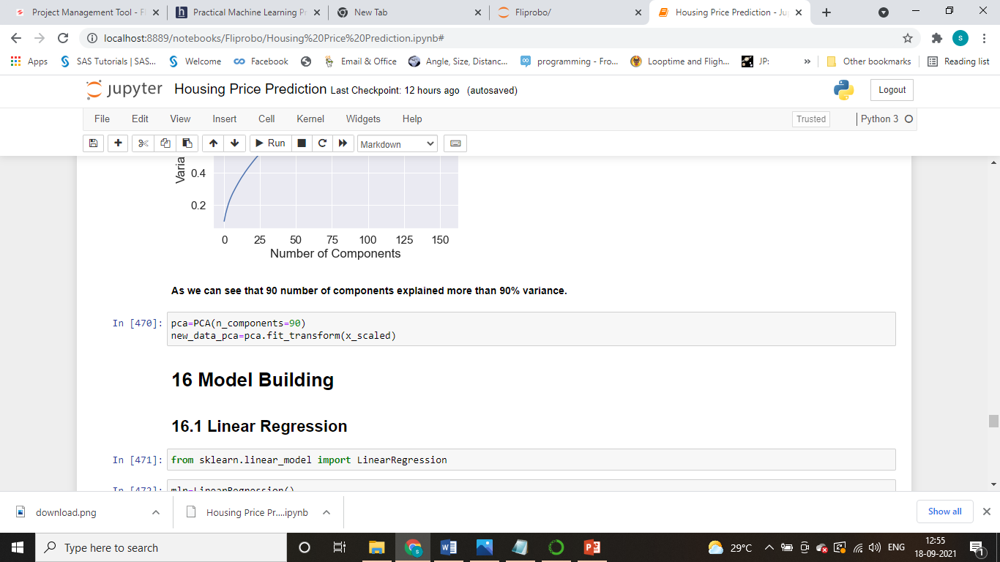 Project Management Tool - Fl
Practical Machine Learning Pr
New Tab
Fliprobo/
Housing Price Prediction - Ju
localhost:8889/notebooks/Fliprobo/Housing%20Price%20Prediction.ipynb#
S
Apps
SAS Tutorials | SAS...
Welcome
Facebook
Email & Office
Angle, Size, Distanc...
programming - Fro...
Looptime and Fligh...
JP:
»
Other bookmarks
Reading list
jupyter
Housing Price Prediction Last Checkpoint: 12 hours ago (autosaved)
Logout
File Edit View Insert Cell Kernel Widgets Help
Trusted
Python 3
Run
Markdown
Varia
0.4
0.2
0 25 50 75 100 125 150
Number of Components
As we can see that 90 number of components explained more than 90% variance.
In [470]: pca=PCA(n_components=90)
new_data_pca=pca.fit_transform(x_scaled)
16 Model Building
16.1 Linear Regression
In [471]: from sklearn.linear_model import LinearRegression
In [472]: mlp=LinearRegression()
download.png
Housing Price Pr....ipynb
Show all
Type here to search
29°C
ENG
12:55
18-09-2021
1